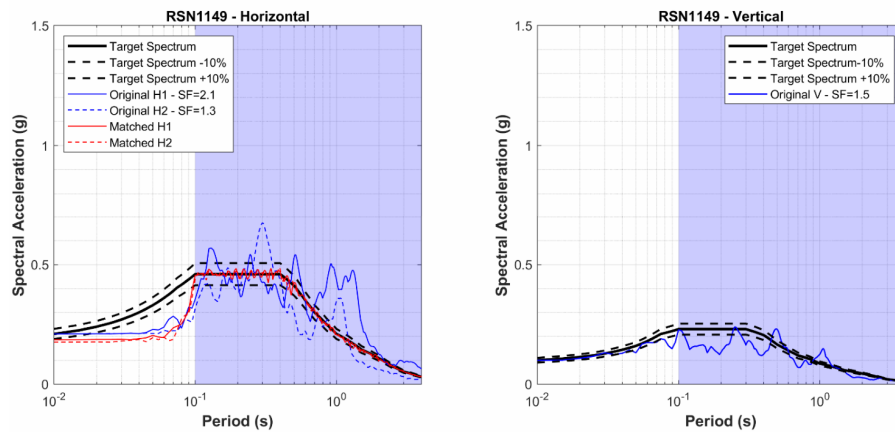 RSN1149 - Horizontal
1.5
1
0.5
0
Spectral Acceleration (g)
Target Spectrum
Target Spectrum -10%
Target Spectrum +10%
Original H1 - SF=2.1
Original H2 - SF=1.3
Matched H1
Matched H2
10-2
10-1
100
Period (s)
RSN1149 - Vertical
1.5
1
0.5
0
Spectral Acceleration (g)
Target Spectrum
Target Spectrum-10%
Target Spectrum +10%
Original V - SF=1.5
10-2
10-1
100
Period (s)